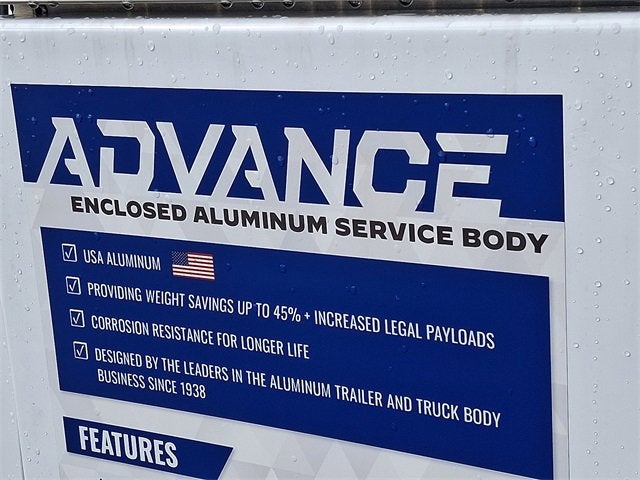 ADVANCE
ENCLOSED ALUMINUM SERVICE BODY
☑ USA ALUMINUM
☑ PROVIDING WEIGHT SAVINGS UP TO 45% + INCREASED LEGAL PAYLOADS
☑ CORROSION RESISTANCE FOR LONGER LIFE
☑ DESIGNED BY THE LEADERS IN THE ALUMINUM TRAILER AND TRUCK BODY
BUSINESS SINCE 1938
FEATURES